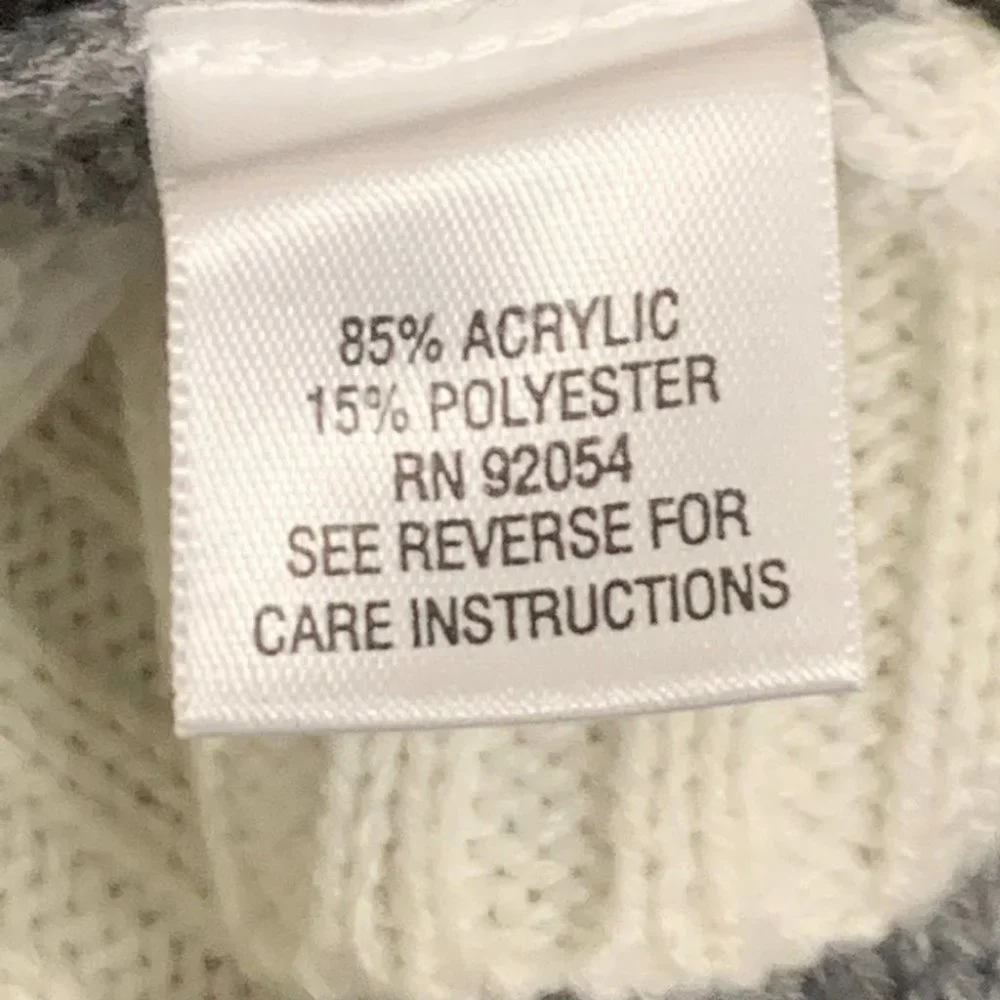 85% ACRYLIC
15% POLYESTER
RN 92054
SEE REVERSE FOR
CARE INSTRUCTIONS